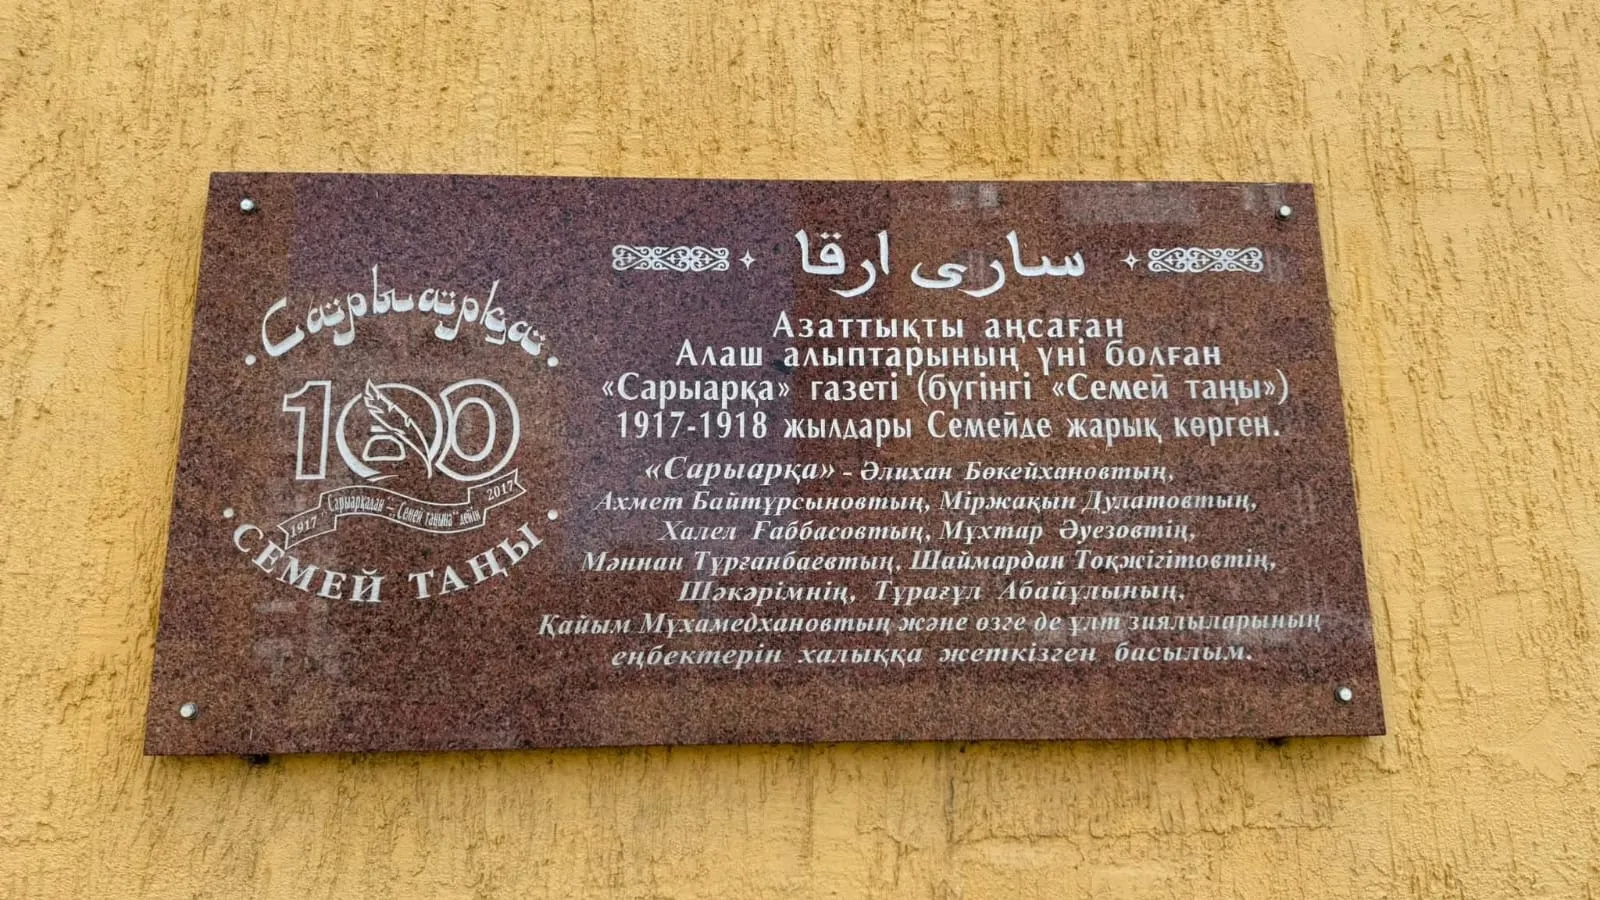 Сарыарқа
100
1917 Сарыарқадан – "Семей таңына" дейін 2017
СЕМЕЙ ТАҢЫ
ساری ارقا
Азаттықты аңсаған
Алаш алыптарының үні болған
«Сарыарқа» газеті (бүгінгі «Семей таңы»)
1917-1918 жылдары Семейде жарық көрген.
«Сарыарқа» - Әлихан Бөкейхановтың,
Ахмет Байтұрсыновтың, Міржақын Дулатовтың,
Халел Ғаббасовтың, Мұхтар Әуезовтің,
Мәннан Тұрғанбаевтың, Шаймардан Тоқжігітовтің,
Шәкәрімнің, Тұрағұл Абайұлының,
Қайым Мұхамедхановтың және өзге де ұлт зиялыларының
еңбектерін халыққа жеткізген басылым.